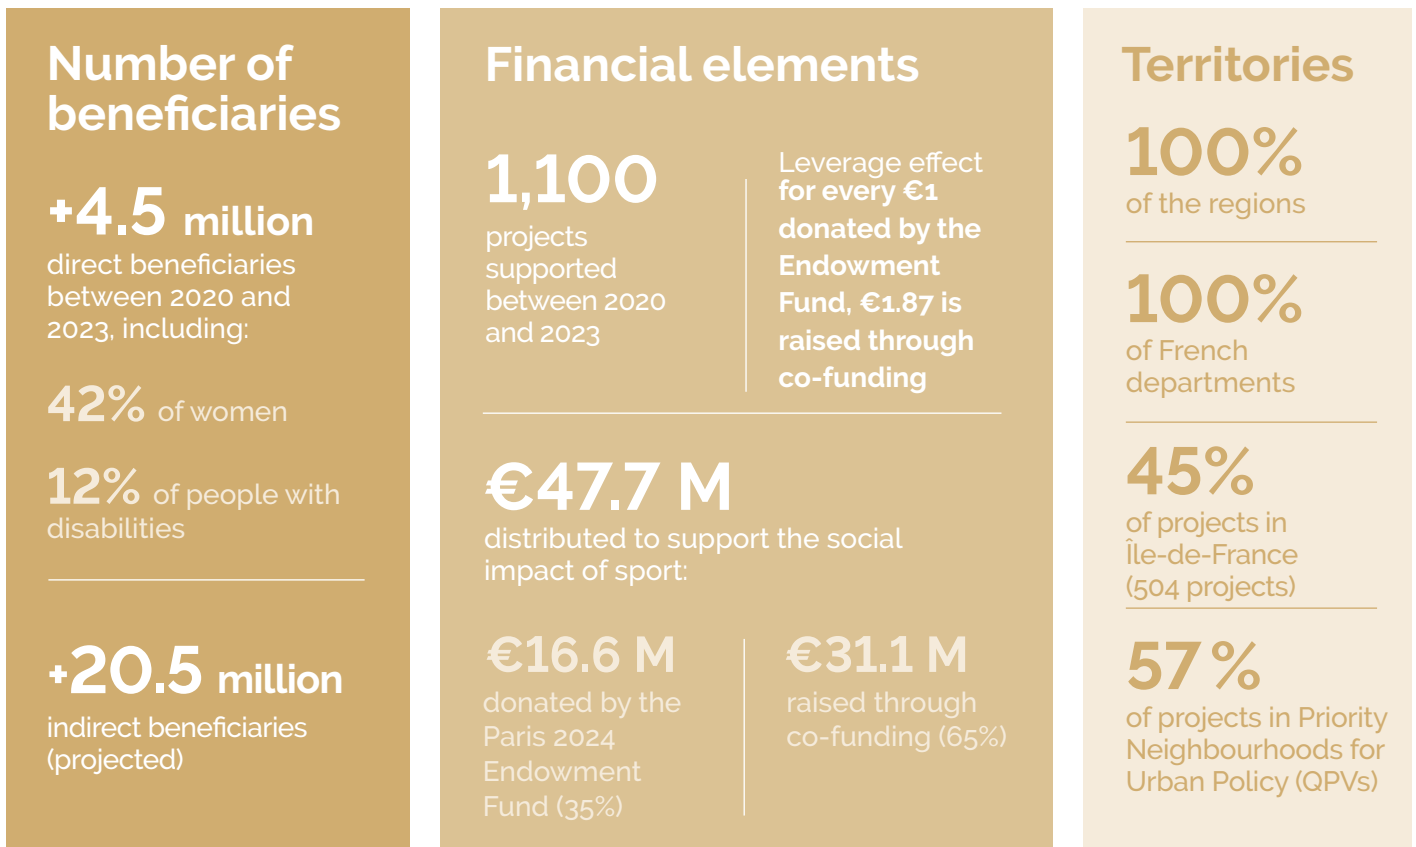 Number of
beneficiaries
+4.5 million
direct beneficiaries
between 2020 and
2023, including:
42% of women
12% of people with
disabilities
+20.5 million
indirect beneficiaries
(projected)
Financial elements
1,100
projects
supported
between 2020
and 2023
Leverage effect
for every €1
donated by the
Endowment
Fund, €1.87 is
raised through
co-funding
€47.7 M
distributed to support the social
impact of sport:
€16.6 M
donated by the
Paris 2024
Endowment
Fund (35%)
€31.1 M
raised through
co-funding (65%)
Territories
100%
of the regions
100%
of French
departments
45%
of projects in
Île-de-France
(504 projects)
57 %
of projects in Priority
Neighbourhoods for
Urban Policy (QPVs)